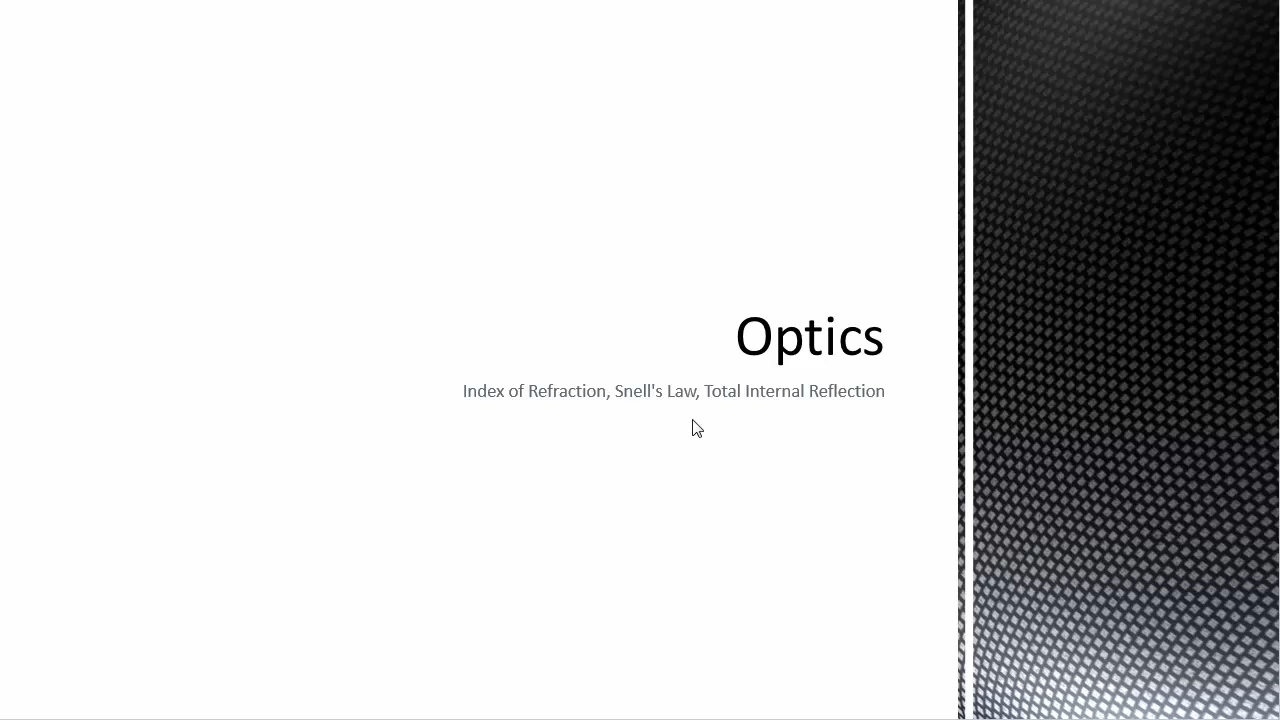 Optics
Index of Refraction, Snell's Law, Total Internal Reflection